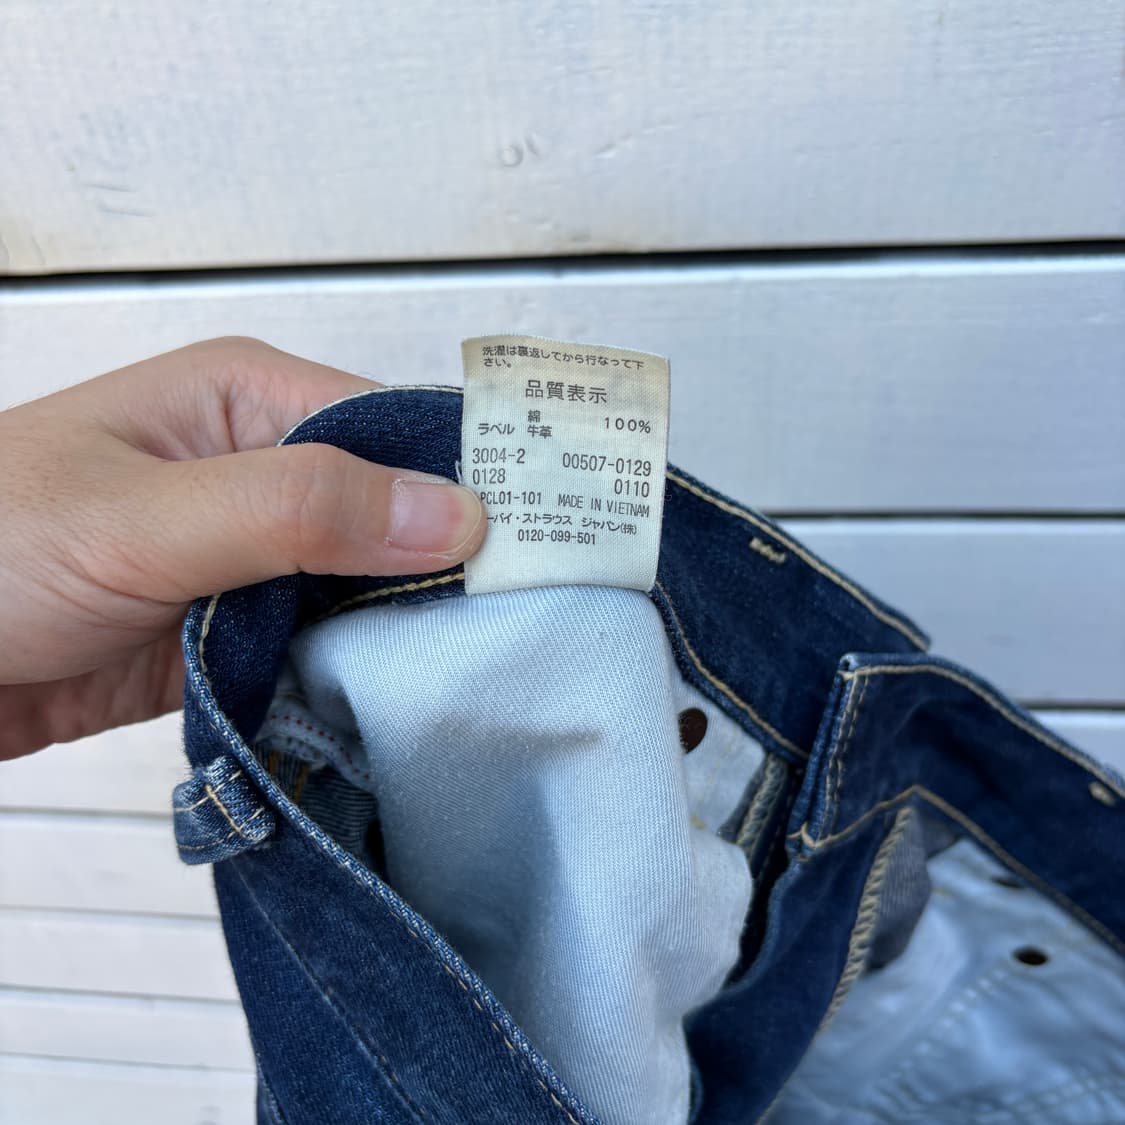 洗濯は裏返してから行なって下
さい。
品質表示
綿 100%
ラベル 牛革
3004-2 00507-0129
0128 0110
PCL01-101 MADE IN VIETNAM
ーバイ・ストラウス ジャパン(株)
0120-099-501